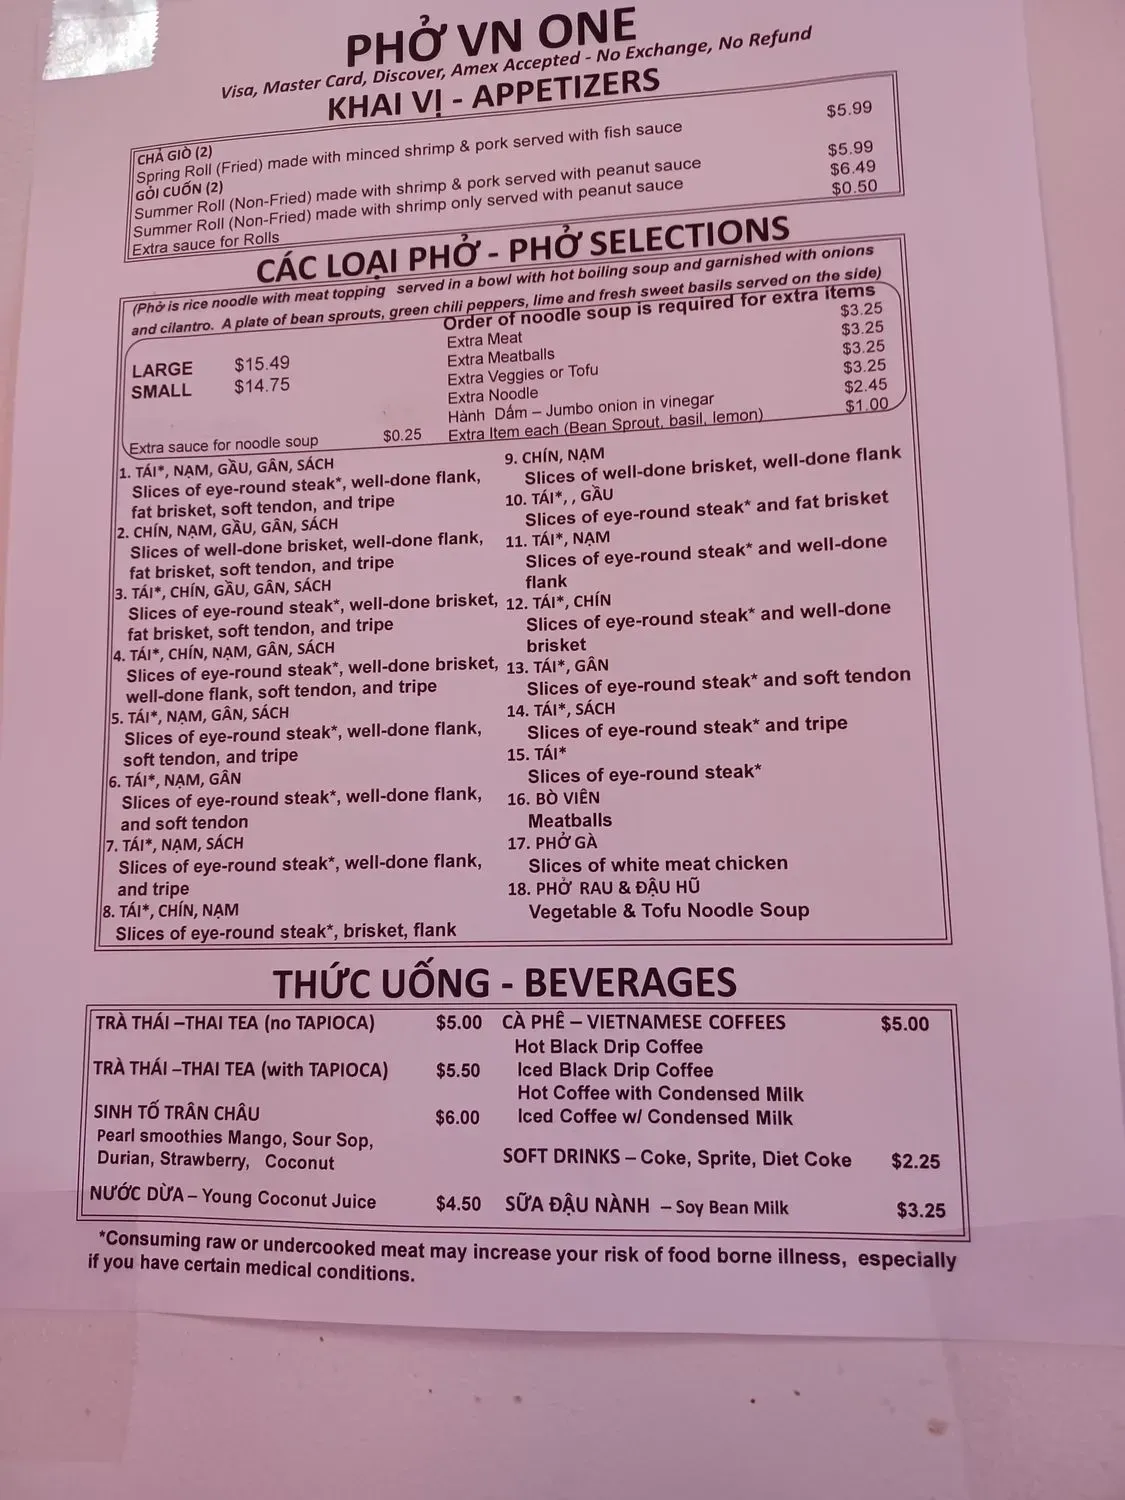 PHỞ VN ONE
Visa, Master Card, Discover, Amex Accepted - No Exchange, No Refund
KHAI VỊ - APPETIZERS
CHẢ GIÒ (2)
Spring Roll (Fried) made with minced shrimp & pork served with fish sauce $5.99
GỎI CUỐN (2)
Summer Roll (Non-Fried) made with shrimp & pork served with peanut sauce $5.99
Summer Roll (Non-Fried) made with shrimp only served with peanut sauce $6.49
Extra sauce for Rolls $0.50
CÁC LOẠI PHỞ - PHỞ SELECTIONS
(Phở is rice noodle with meat topping served in a bowl with hot boiling soup and garnished with onions
and cilantro. A plate of bean sprouts, green chili peppers, lime and fresh sweet basils served on the side)
LARGE $15.49
SMALL $14.75
Extra sauce for noodle soup $0.25
Order of noodle soup is required for extra items
Extra Meat $3.25
Extra Meatballs $3.25
Extra Veggies or Tofu $3.25
Extra Noodle $3.25
Hành Dấm – Jumbo onion in vinegar $2.45
Extra Item each (Bean Sprout, basil, lemon) $1.00
1. TÁI*, NẠM, GẦU, GÂN, SÁCH
Slices of eye-round steak*, well-done flank,
fat brisket, soft tendon, and tripe
2. CHÍN, NẠM, GẦU, GÂN, SÁCH
Slices of well-done brisket, well-done flank,
fat brisket, soft tendon, and tripe
3. TÁI*, CHÍN, GẦU, GÂN, SÁCH
Slices of eye-round steak*, well-done brisket,
fat brisket, soft tendon, and tripe
4. TÁI*, CHÍN, NẠM, GÂN, SÁCH
Slices of eye-round steak*, well-done brisket,
well-done flank, soft tendon, and tripe
5. TÁI*, NẠM, GÂN, SÁCH
Slices of eye-round steak*, well-done flank,
soft tendon, and tripe
6. TÁI*, NẠM, GÂN
Slices of eye-round steak*, well-done flank,
and soft tendon
7. TÁI*, NẠM, SÁCH
Slices of eye-round steak*, well-done flank,
and tripe
8. TÁI*, CHÍN, NẠM
Slices of eye-round steak*, brisket, flank
9. CHÍN, NẠM
Slices of well-done brisket, well-done flank
10. TÁI*, , GẦU
Slices of eye-round steak* and fat brisket
11. TÁI*, NẠM
Slices of eye-round steak* and well-done
flank
12. TÁI*, CHÍN
Slices of eye-round steak* and well-done
brisket
13. TÁI*, GÂN
Slices of eye-round steak* and soft tendon
14. TÁI*, SÁCH
Slices of eye-round steak* and tripe
15. TÁI*
Slices of eye-round steak*
16. BÒ VIÊN
Meatballs
17. PHỞ GÀ
Slices of white meat chicken
18. PHỞ RAU & ĐẬU HŨ
Vegetable & Tofu Noodle Soup
THỨC UỐNG - BEVERAGES
TRÀ THÁI –THAI TEA (no TAPIOCA) $5.00
TRÀ THÁI –THAI TEA (with TAPIOCA) $5.50
SINH TỐ TRÂN CHÂU $6.00
Pearl smoothies Mango, Sour Sop,
Durian, Strawberry, Coconut
NƯỚC DỪA – Young Coconut Juice $4.50
CÀ PHÊ – VIETNAMESE COFFEES $5.00
Hot Black Drip Coffee
Iced Black Drip Coffee
Hot Coffee with Condensed Milk
Iced Coffee w/ Condensed Milk
SOFT DRINKS – Coke, Sprite, Diet Coke $2.25
SỮA ĐẬU NÀNH – Soy Bean Milk $3.25
*Consuming raw or undercooked meat may increase your risk of food borne illness, especially
if you have certain medical conditions.